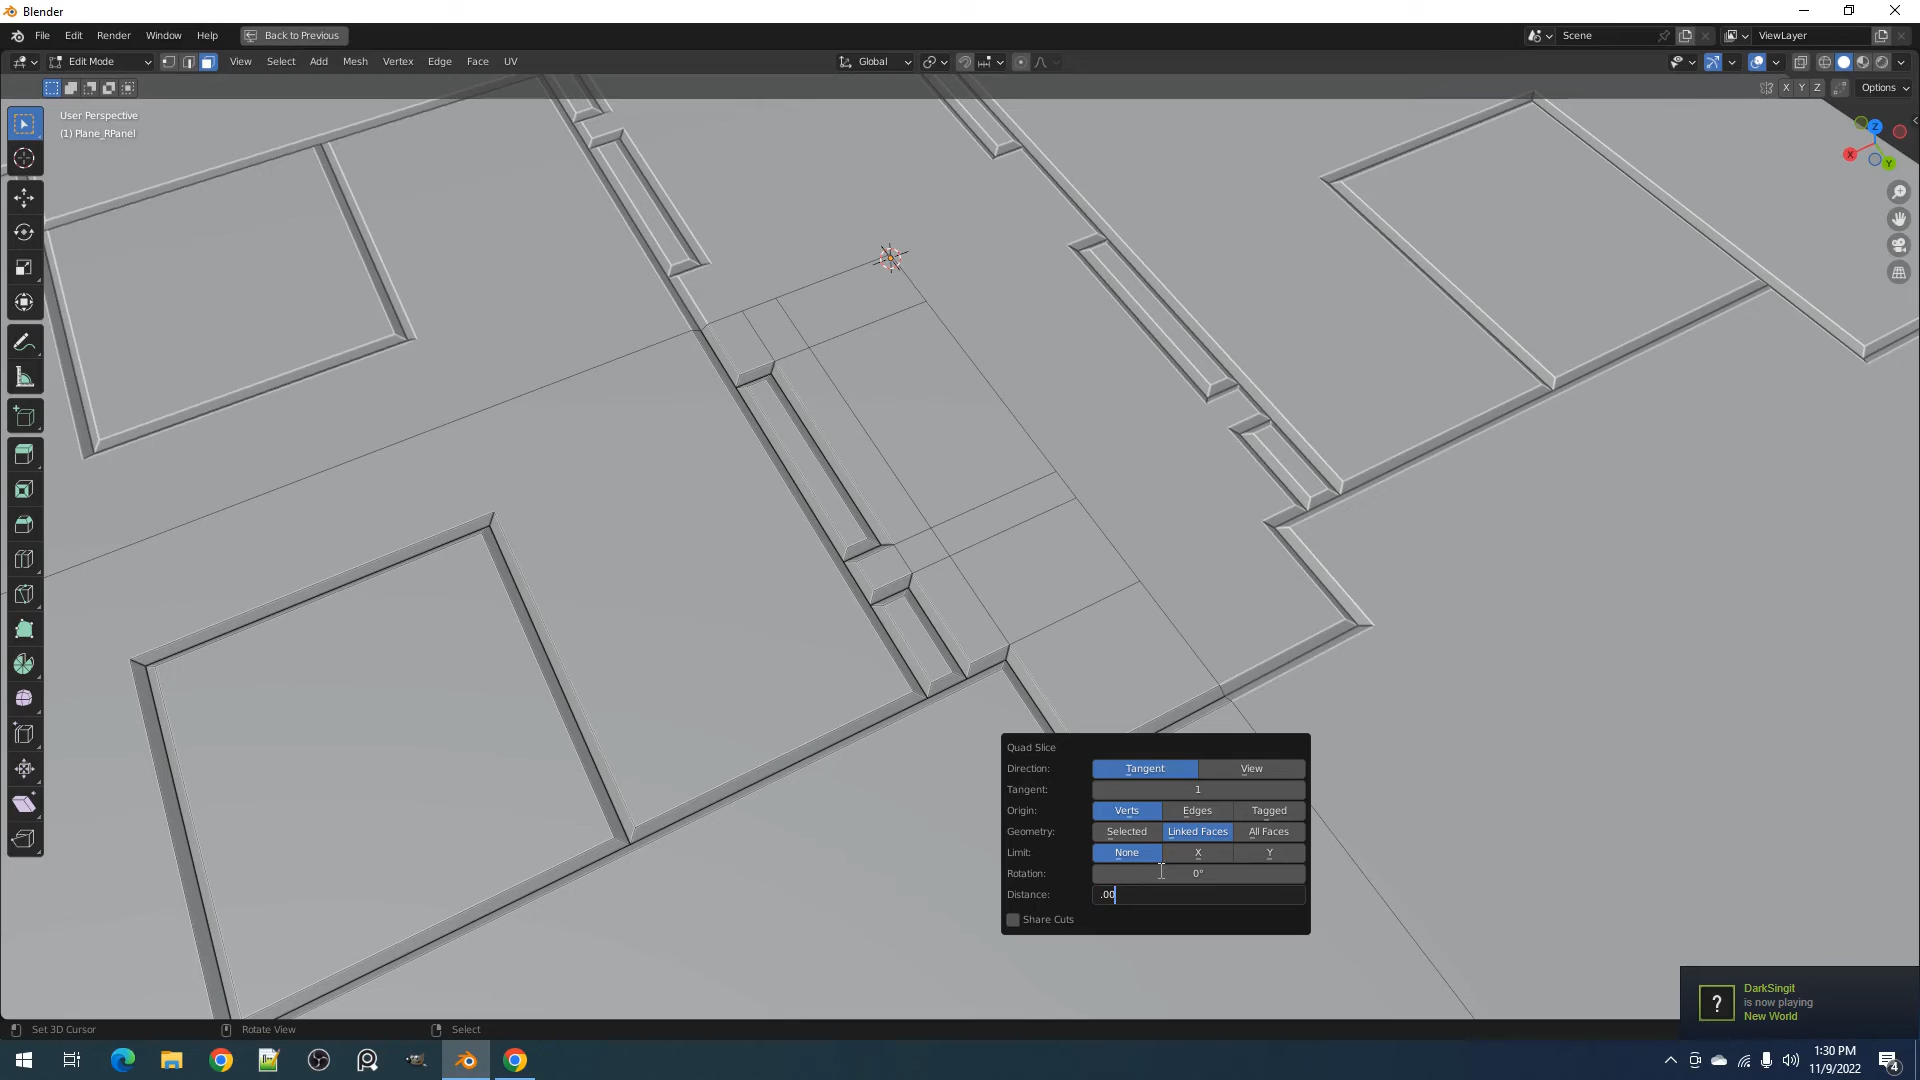 Blender
File Edit Render Window Help Back to Previous Scene ViewLayer
Edit Mode View Select Add Mesh Vertex Edge Face UV Global
X Y Z Options
User Perspective
(1) Plane_RPanel
Z
X
Y
Quad Slice
Direction: Tangent View
Tangent: 1
Origin: Verts Edges Tagged
Geometry: Selected Linked Faces All Faces
Limit: None X Y
Rotation: 0°
Distance: .00
Share Cuts
?
DarkSingit
is now playing
New World
Set 3D Cursor Rotate View Select
1:30 PM
11/9/2022
4